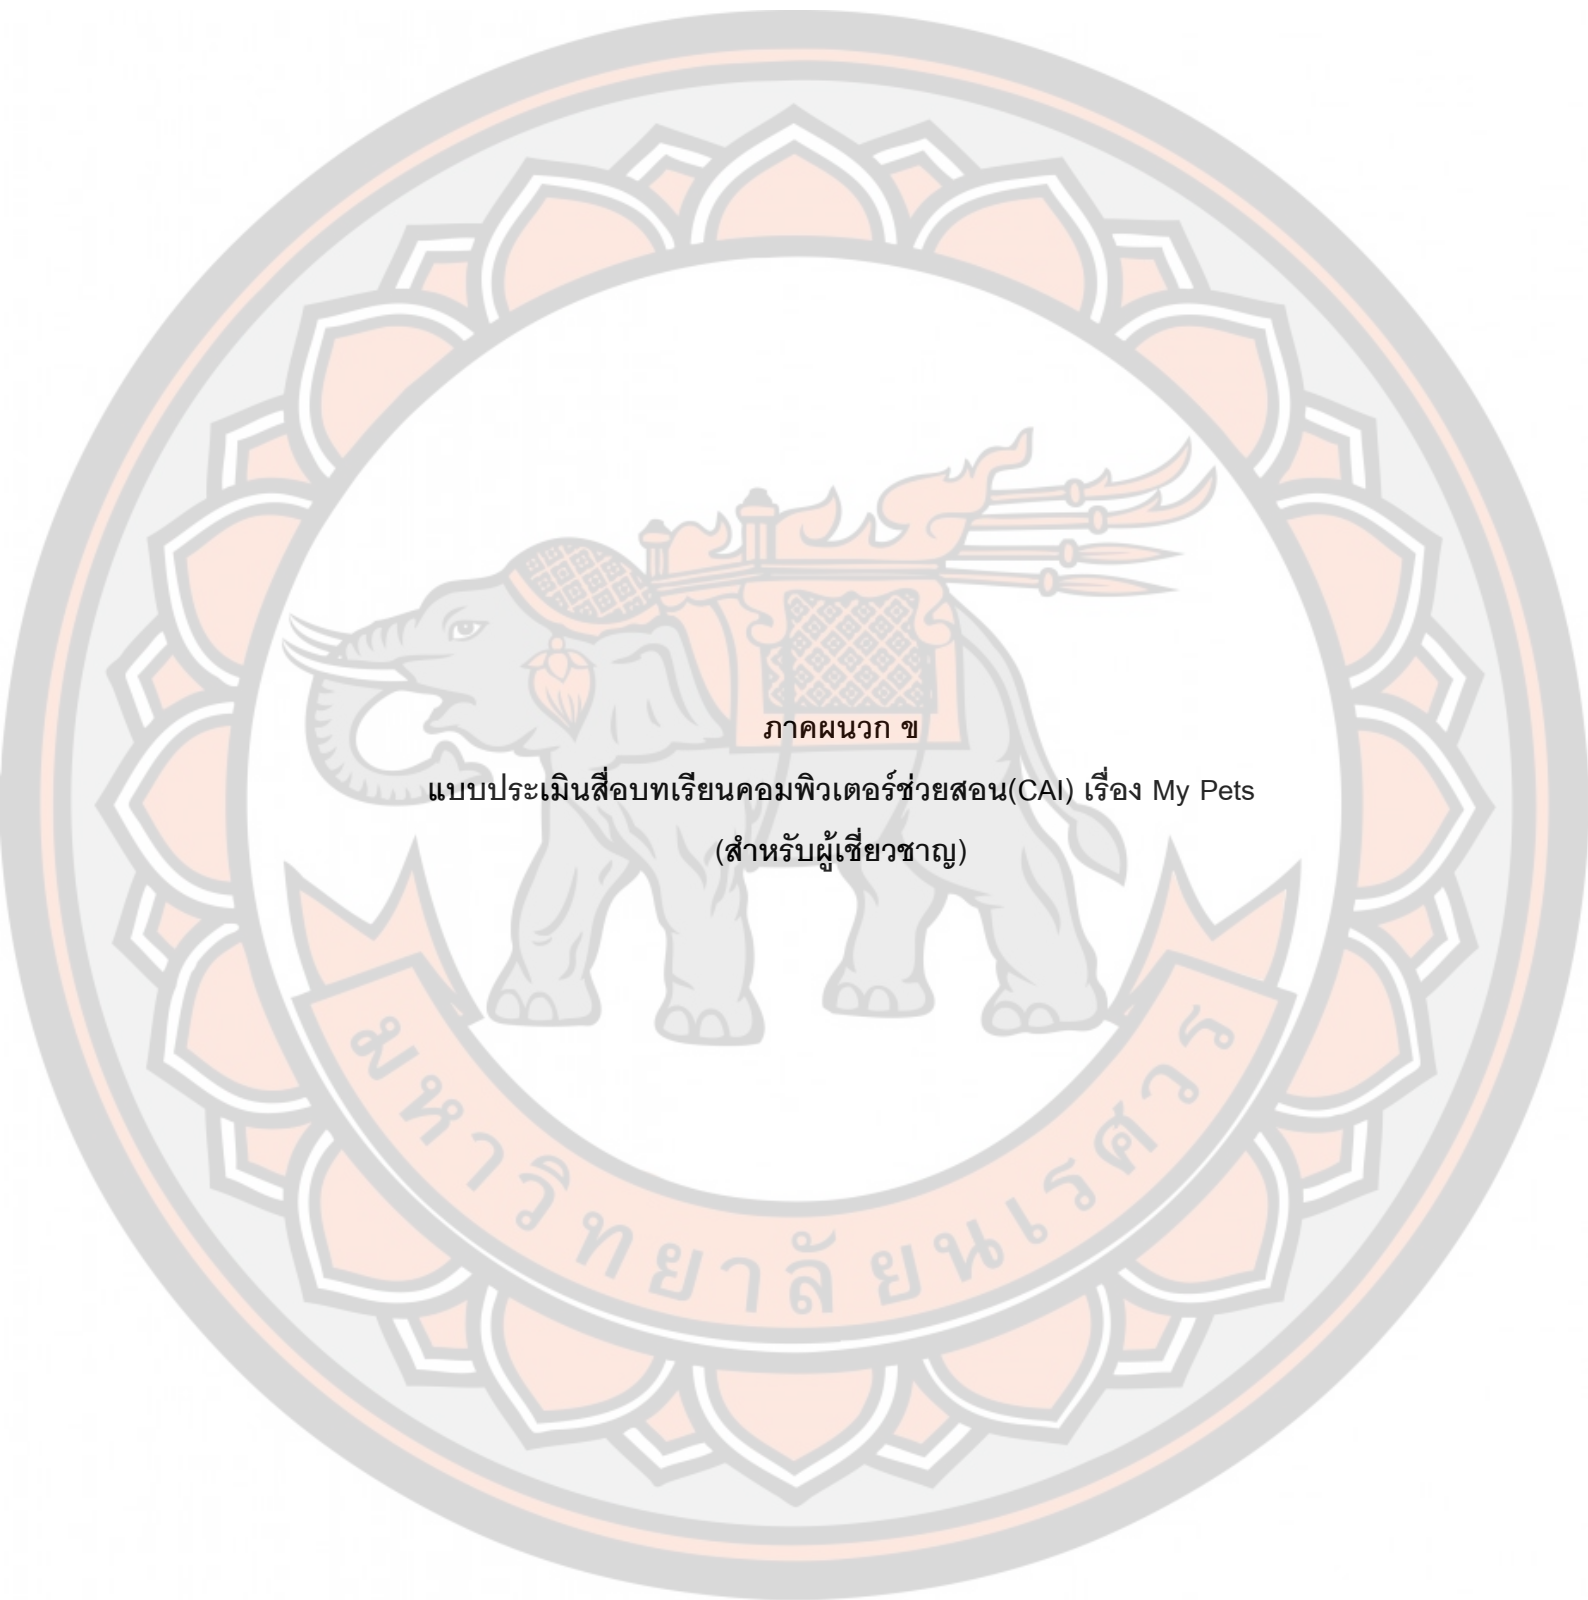 ภาคผนวก ข
แบบประเมินสื่อบทเรียนคอมพิวเตอร์ช่วยสอน(CAI) เรื่อง My Pets
(สำหรับผู้เชี่ยวชาญ)
มหาวิทยาลัยนเรศวร